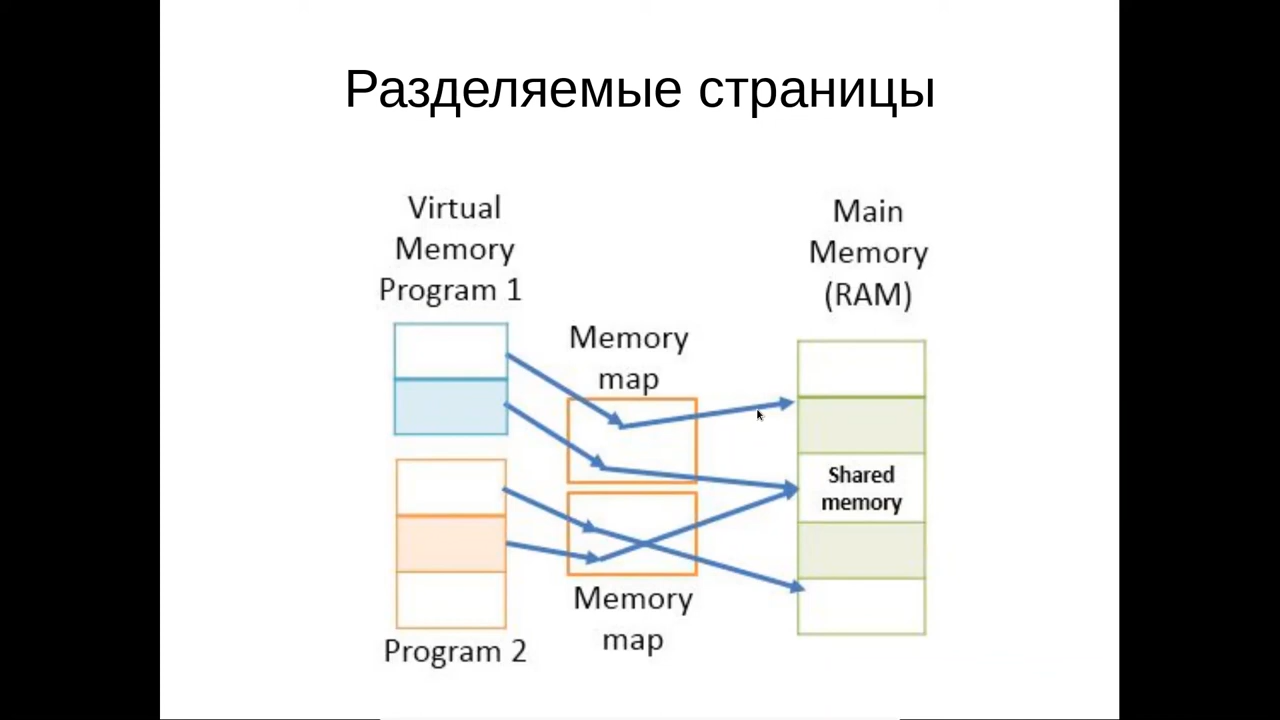 Разделяемые страницы
Virtual
Memory
Program 1
Main
Memory
(RAM)
Memory
map
Shared
memory
Memory
map
Program 2